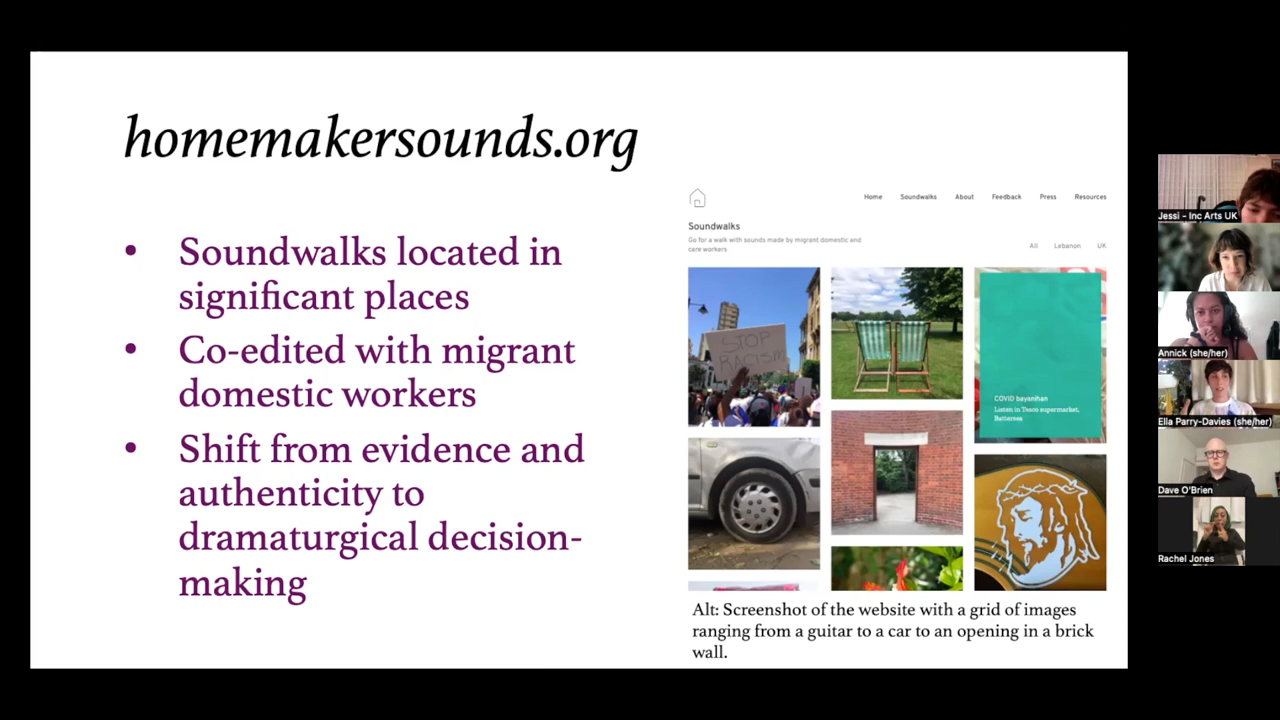 homemakersounds.org
• Soundwalks located in
significant places
• Co-edited with migrant
domestic workers
• Shift from evidence and
authenticity to
dramaturgical decision-
making
Home Soundwalks About Feedback Press Resources
Soundwalks
Go for a walk with sounds made by migrant domestic and
care workers
All Lebanon UK
STOP
RACISM
COVID bayanihan
Listen in Tesco supermarket,
Battersea
Alt: Screenshot of the website with a grid of images
ranging from a guitar to a car to an opening in a brick
wall.
Jessi - Inc Arts UK
Annick (she/her)
Ella Parry-Davies (she/her)
Dave O'Brien
Rachel Jones